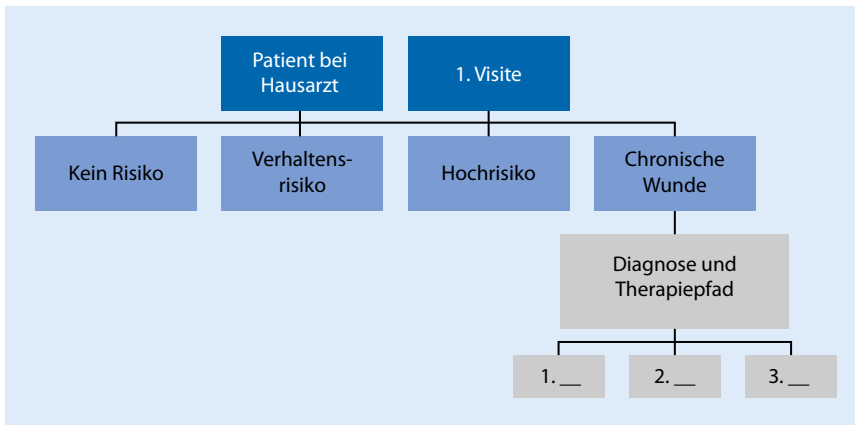 Patient bei
Hausarzt
1. Visite
Kein Risiko
Verhaltens-
risiko
Hochrisiko
Chronische
Wunde
Diagnose und
Therapiepfad
1. __
2. __
3. __